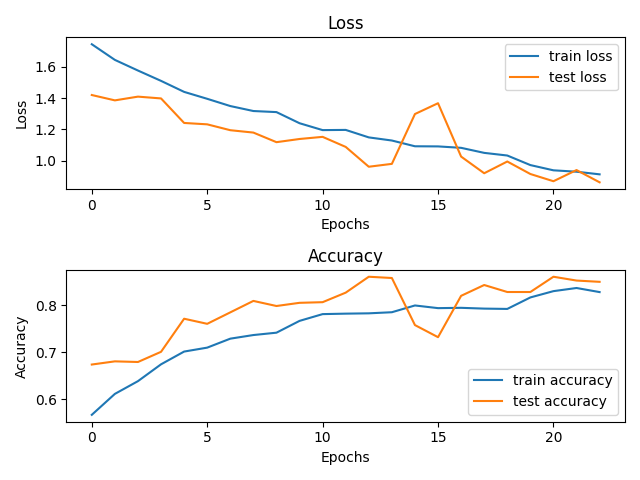 Loss
train loss
test loss
1.6
1.4
1.2
1.0
Loss
0
5
10
15
20
Epochs
Accuracy
0.8
0.7
0.6
Accuracy
train accuracy
test accuracy
0
5
10
15
20
Epochs